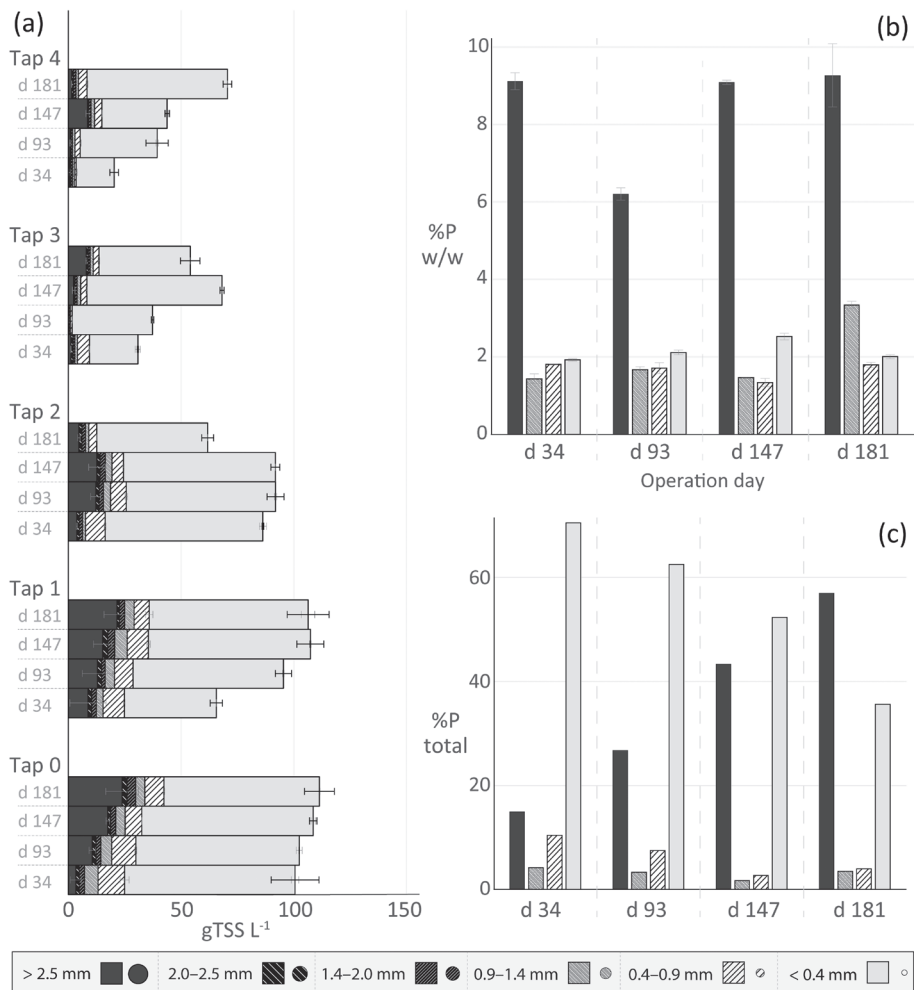 (a)
Tap 4
d 181
d 147
d 93
d 34
Tap 3
d 181
d 147
d 93
d 34
Tap 2
d 181
d 147
d 93
d 34
Tap 1
d 181
d 147
d 93
d 34
Tap 0
d 181
d 147
d 93
d 34
0 50 100 150
gTSS L⁻¹
(b)
10
8
6
4
2
0
%P
w/w
d 34 d 93 d 147 d 181
Operation day
(c)
60
40
20
0
%P
total
d 34 d 93 d 147 d 181
> 2.5 mm 2.0–2.5 mm 1.4–2.0 mm 0.9–1.4 mm 0.4–0.9 mm < 0.4 mm